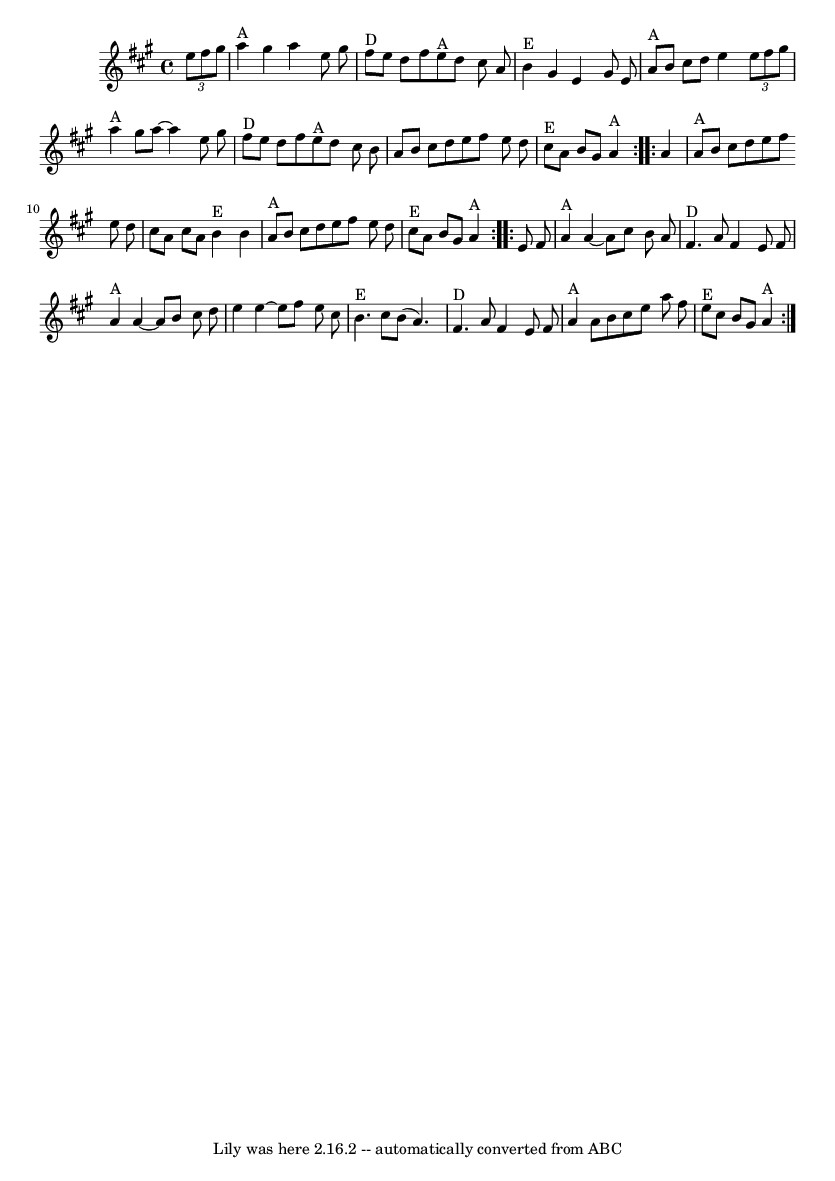 3
A D A E A 3
A D A E A A
10
E A E A A D
A E D A E A
Lily was here 2.16.2 -- automatically converted from ABC